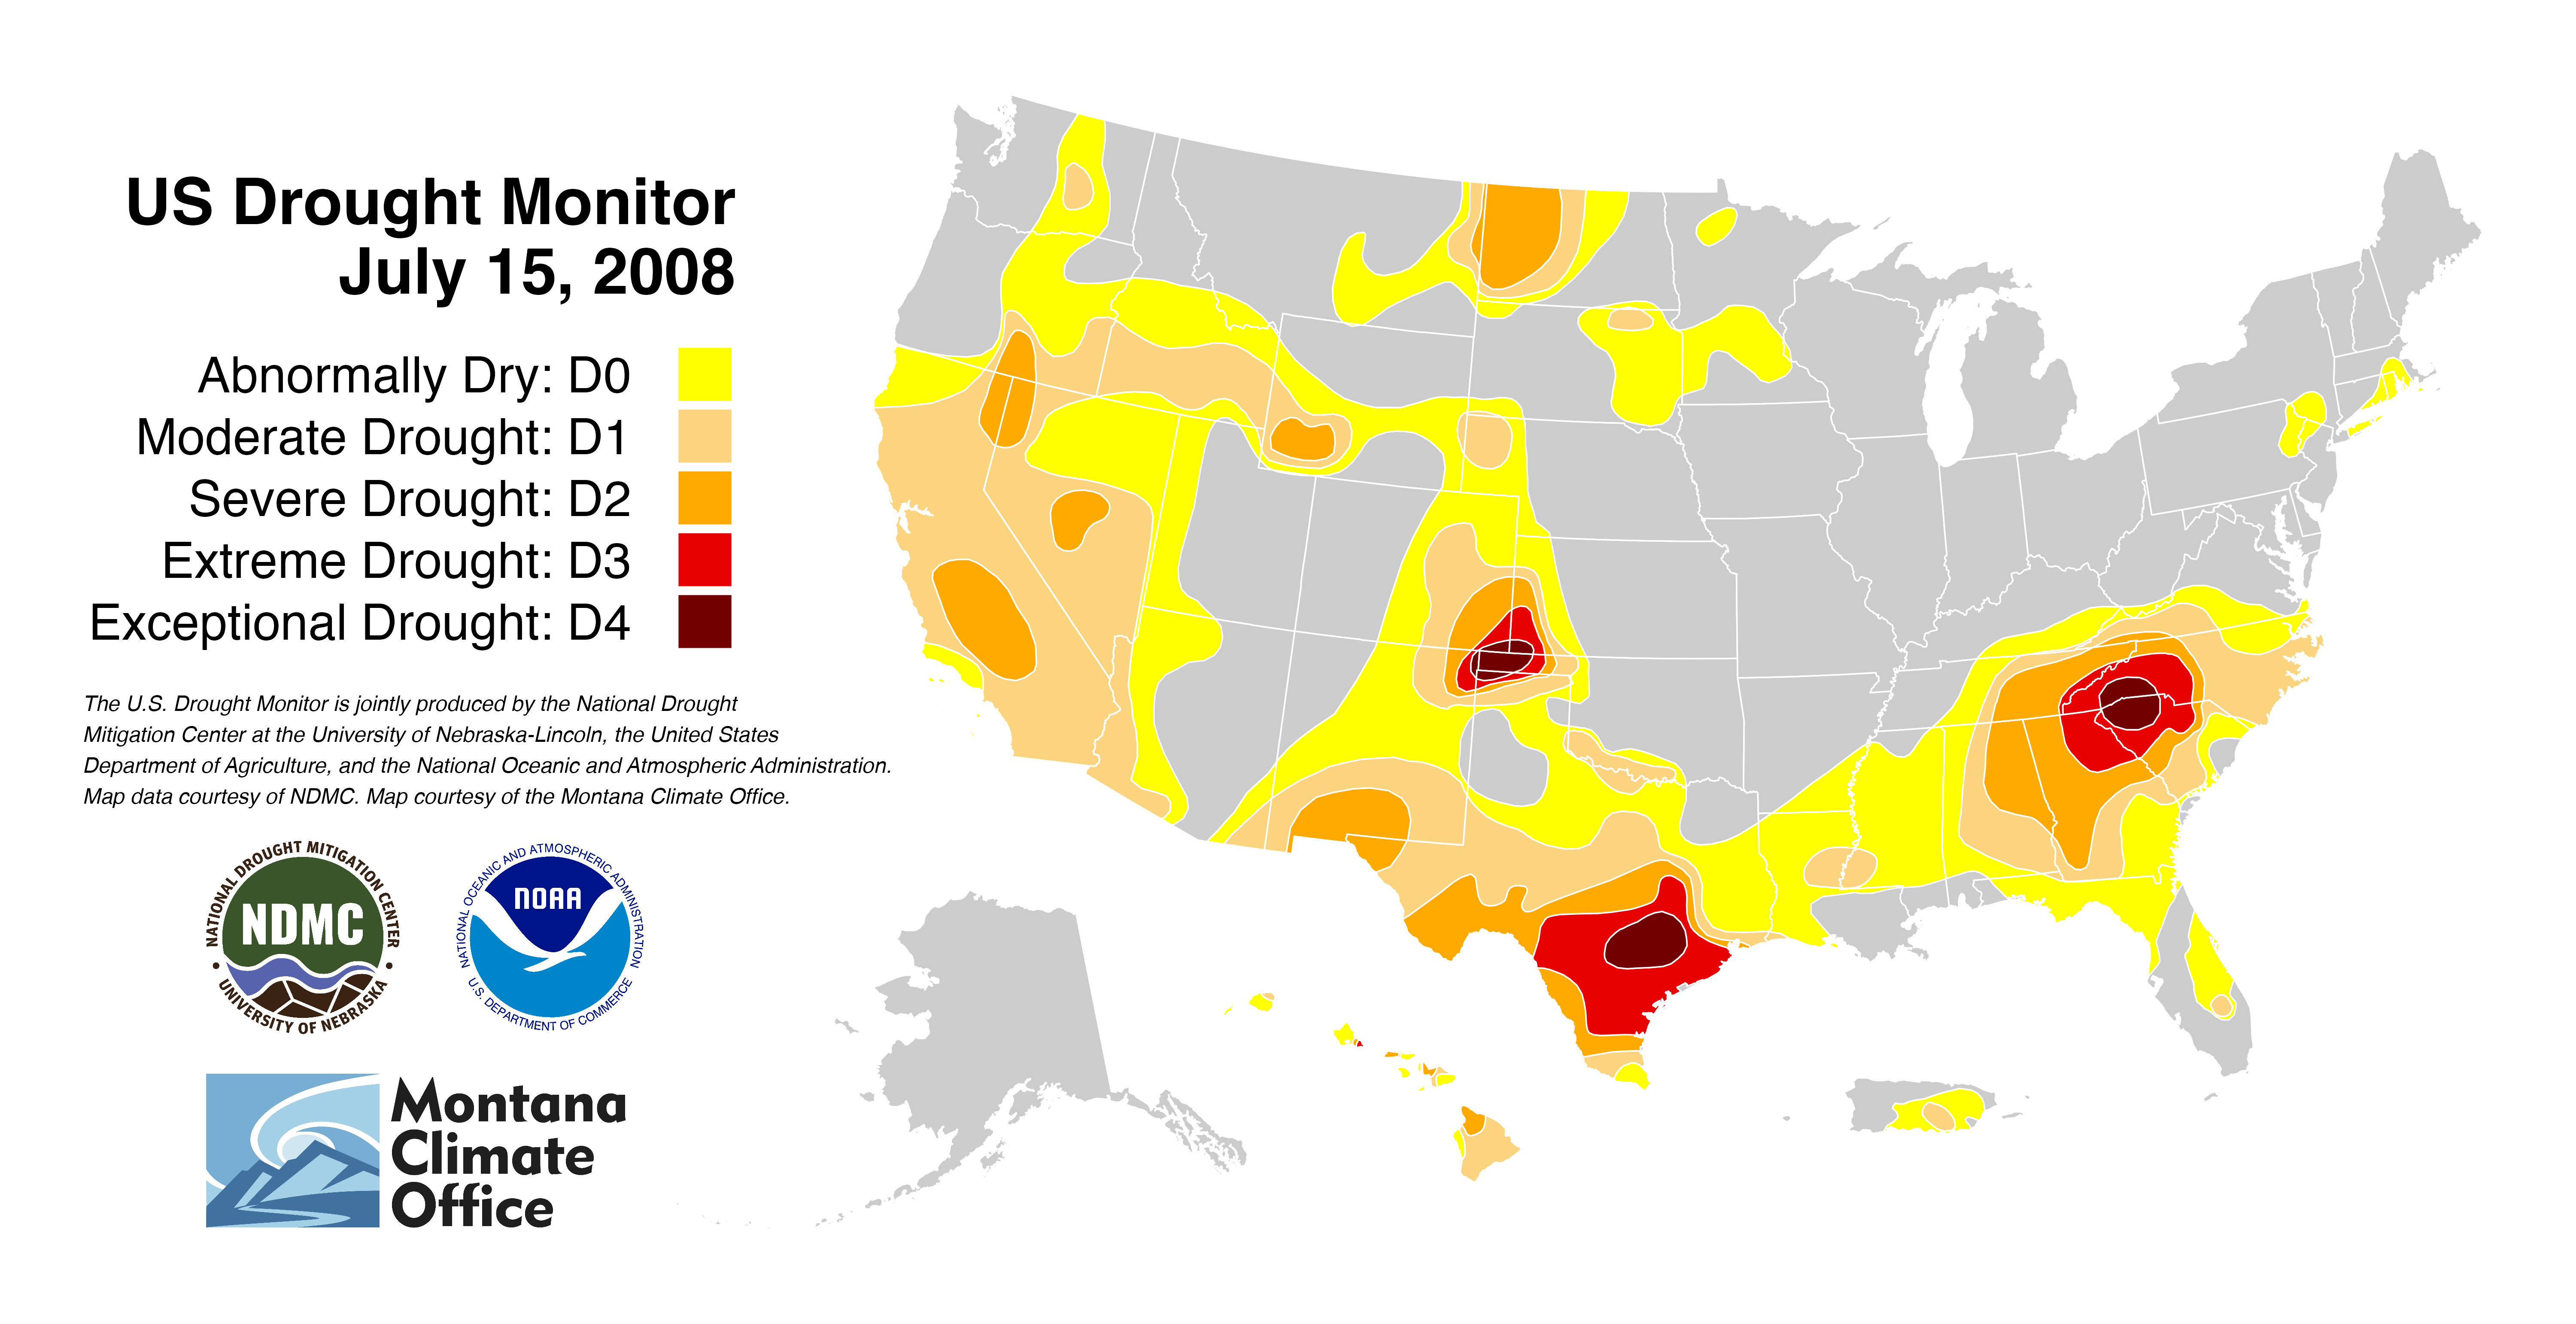 US Drought Monitor
July 15, 2008
Abnormally Dry: D0
Moderate Drought: D1
Severe Drought: D2
Extreme Drought: D3
Exceptional Drought: D4
The U.S. Drought Monitor is jointly produced by the National Drought
Mitigation Center at the University of Nebraska-Lincoln, the United States
Department of Agriculture, and the National Oceanic and Atmospheric Administration.
Map data courtesy of NDMC. Map courtesy of the Montana Climate Office.
NATIONAL DROUGHT MITIGATION CENTER
NDMC
• UNIVERSITY OF NEBRASKA •
NATIONAL OCEANIC AND ATMOSPHERIC ADMINISTRATION
NOAA
U.S. DEPARTMENT OF COMMERCE
Montana
Climate
Office